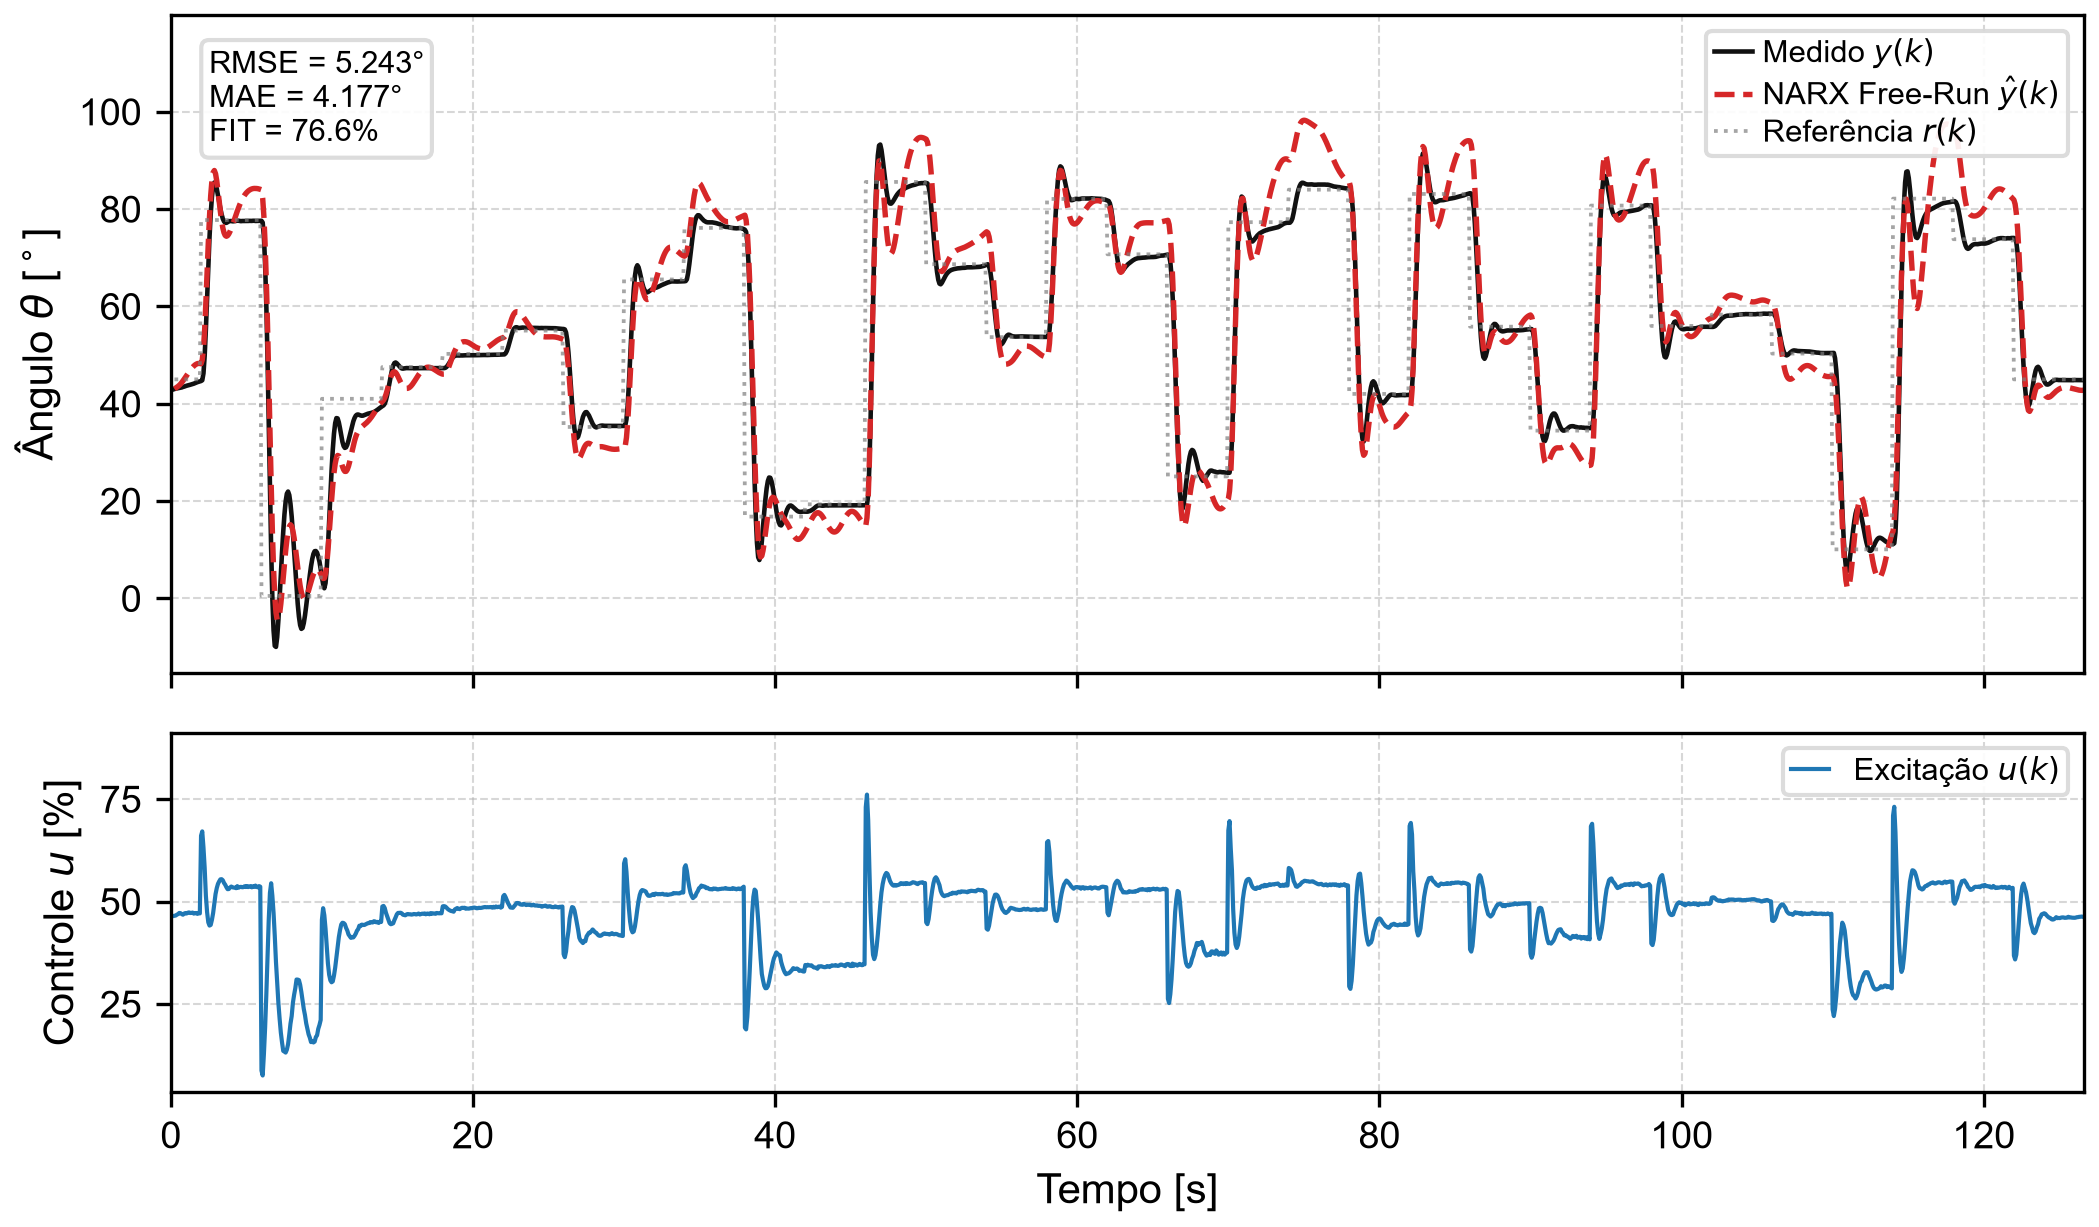 RMSE = 5.243°
MAE = 4.177°
FIT = 76.6%
Medido y(k)
NARX Free-Run ŷ(k)
Referência r(k)
Ângulo θ [°]
100
80
60
40
20
0
Excitação u(k)
Controle u [%]
75
50
25
0 20 40 60 80 100 120
Tempo [s]